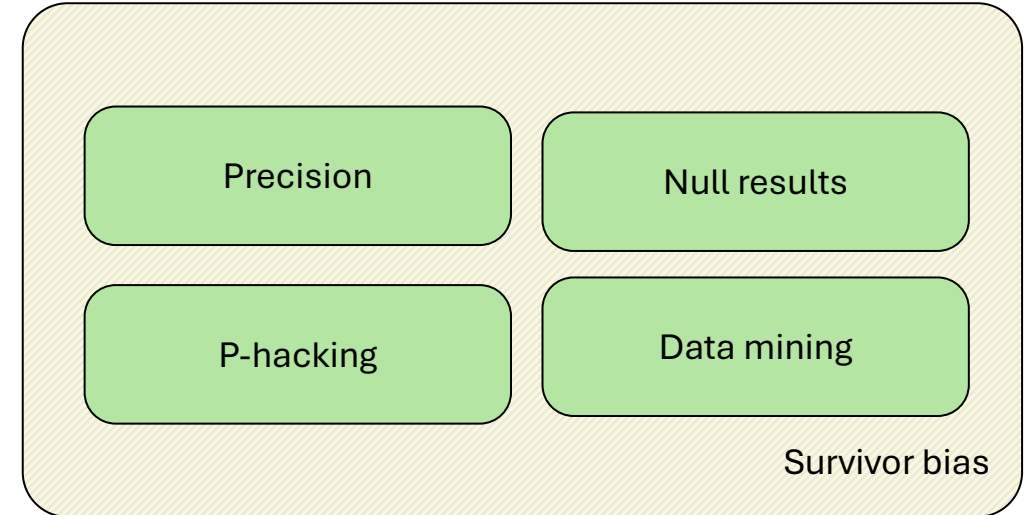 Precision
Null results
P-hacking
Data mining
Survivor bias